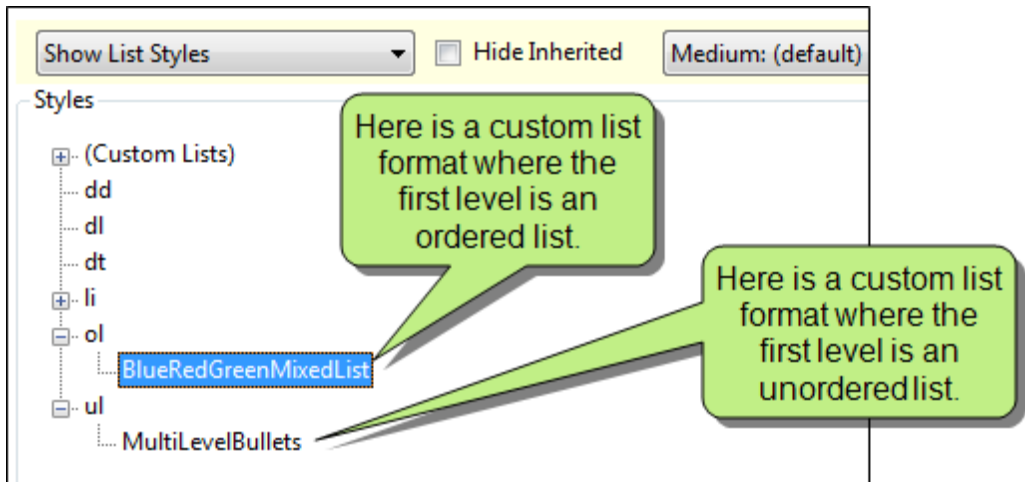 Show List Styles
Hide Inherited
Medium: (default)
Styles
(Custom Lists)
dd
dl
dt
li
ol
BlueRedGreenMixedList
ul
MultiLevelBullets
Here is a custom list
format where the
first level is an
ordered list.
Here is a custom list
format where the
first level is an
unordered list.